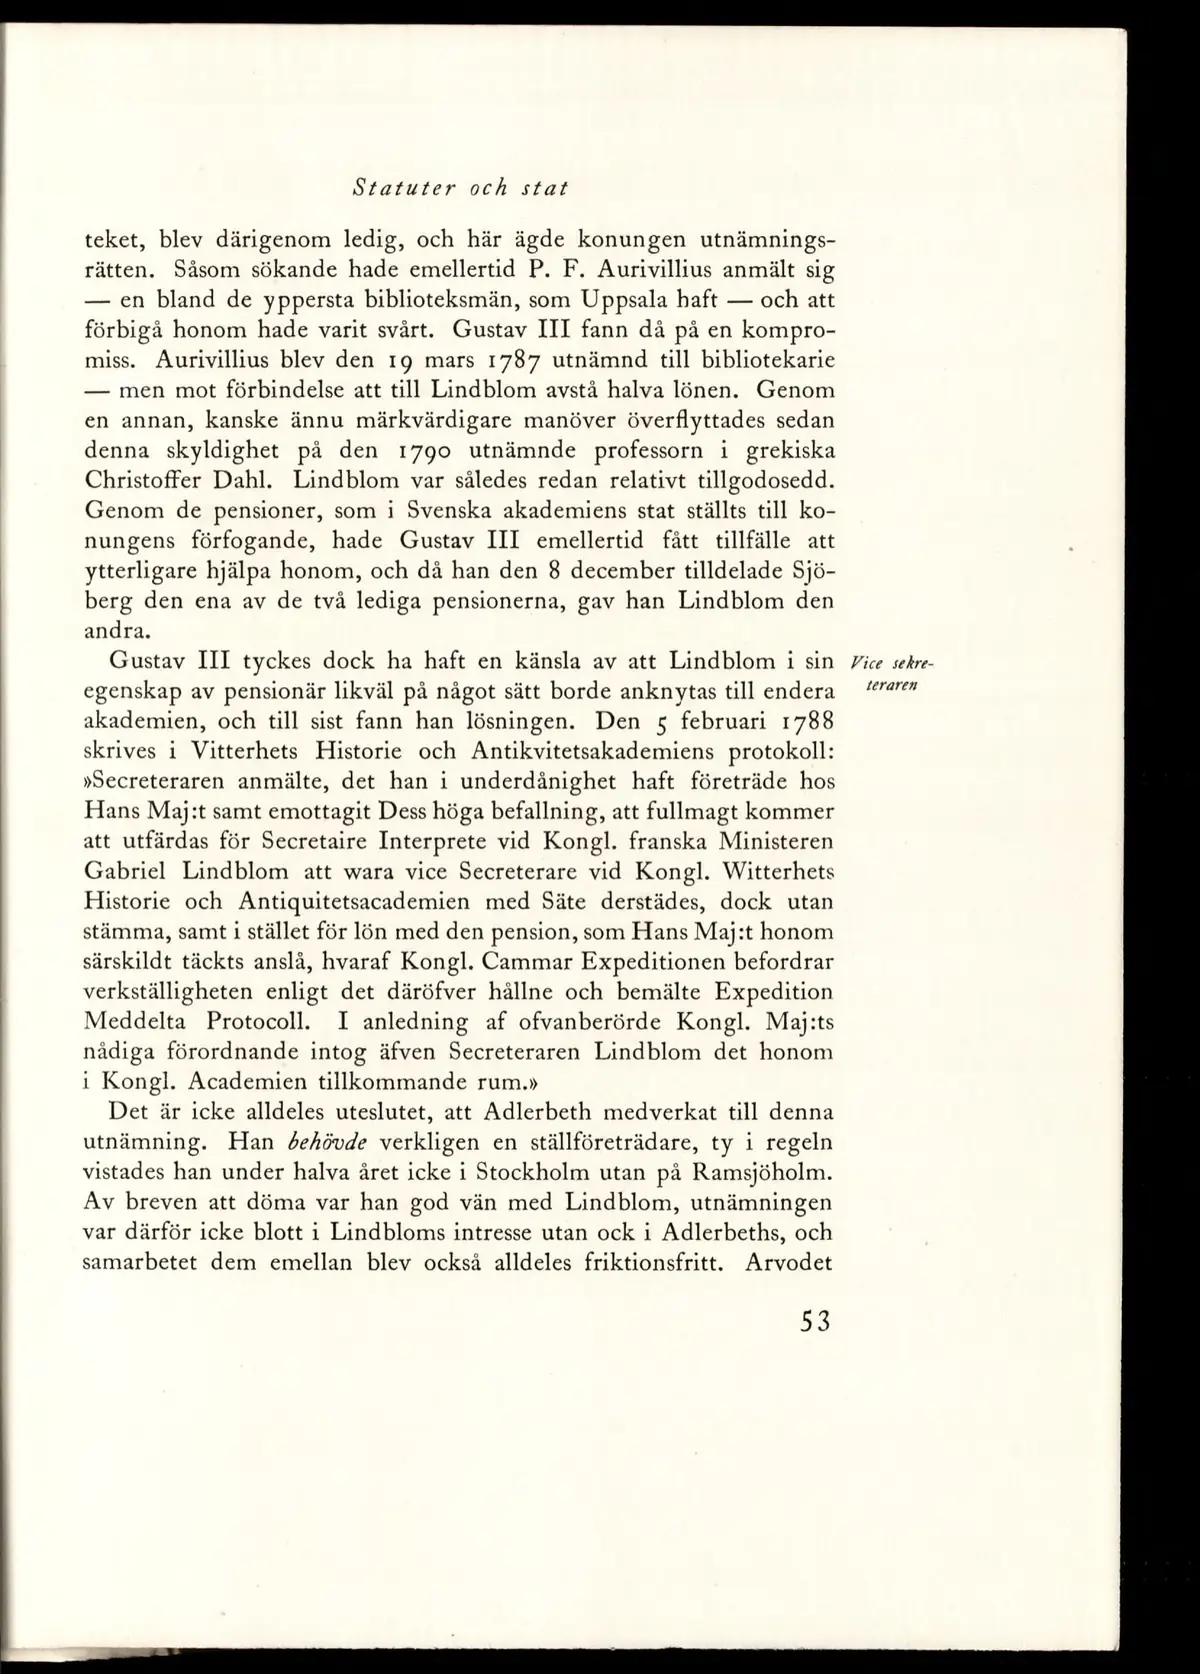 Statuter och stat
teket, blev därigenom ledig, och här ägde konungen utnämnings-
rätten. Såsom sökande hade emellertid P. F. Aurivillius anmält sig
— en bland de yppersta biblioteksmän, som Uppsala haft — och att
förbigå honom hade varit svårt. Gustav III fann då på en kompro-
miss. Aurivillius blev den 19 mars 1787 utnämnd till bibliotekarie
— men mot förbindelse att till Lindblom avstå halva lönen. Genom
en annan, kanske ännu märkvärdigare manöver överflyttades sedan
denna skyldighet på den 1790 utnämnde professorn i grekiska
Christoffer Dahl. Lindblom var således redan relativt tillgodosedd.
Genom de pensioner, som i Svenska akademiens stat ställts till ko-
nungens förfogande, hade Gustav III emellertid fått tillfälle att
ytterligare hjälpa honom, och då han den 8 december tilldelade Sjö-
berg den ena av de två lediga pensionerna, gav han Lindblom den
andra.
Gustav III tyckes dock ha haft en känsla av att Lindblom i sin
egenskap av pensionär likväl på något sätt borde anknytas till endera
akademien, och till sist fann han lösningen. Den 5 februari 1788
skrives i Vitterhets Historie och Antikvitetsakademiens protokoll:
»Secreteraren anmälte, det han i underdånighet haft företräde hos
Hans Maj:t samt emottagit Dess höga befallning, att fullmagt kommer
att utfärdas för Secretaire Interprete vid Kongl. franska Ministeren
Gabriel Lindblom att wara vice Secreterare vid Kongl. Witterhets
Historie och Antiquitetsacademien med Säte derstädes, dock utan
stämma, samt i stället för lön med den pension, som Hans Maj:t honom
särskildt täckts anslå, hvaraf Kongl. Cammar Expeditionen befordrar
verkställigheten enligt det däröfver hållne och bemälte Expedition
Meddelta Protocoll. I anledning af ofvanberörde Kongl. Maj:ts
nådiga förordnande intog äfven Secreteraren Lindblom det honom
i Kongl. Academien tillkommande rum.»
Det är icke alldeles uteslutet, att Adlerbeth medverkat till denna
utnämning. Han behövde verkligen en ställföreträdare, ty i regeln
vistades han under halva året icke i Stockholm utan på Ramsjöholm.
Av breven att döma var han god vän med Lindblom, utnämningen
var därför icke blott i Lindbloms intresse utan ock i Adlerbeths, och
samarbetet dem emellan blev också alldeles friktionsfritt. Arvodet
Vice sekre-
teraren
53